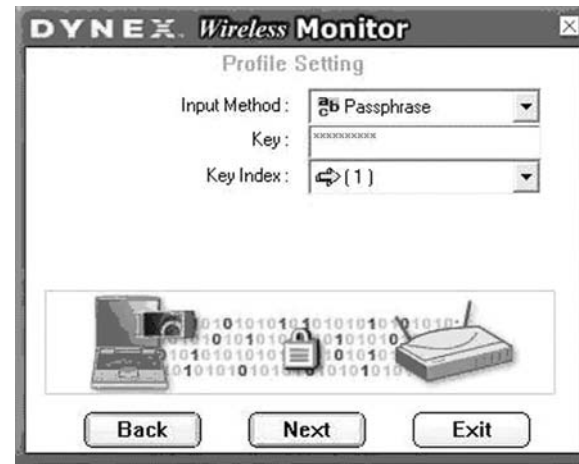 DYNEX Wireless Monitor
Profile Setting
Input Method : Passphrase
Key : xxxxxxxxxx
Key Index : (1)
Back Next Exit